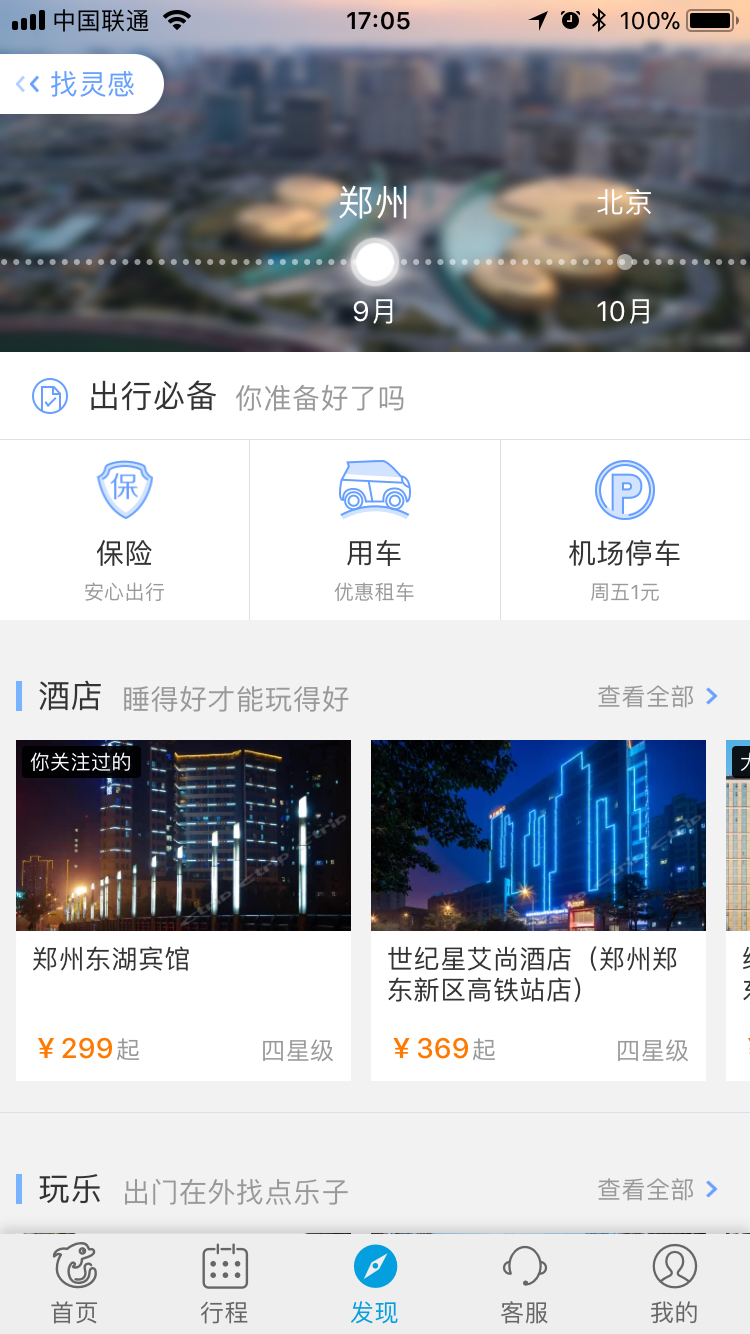 中国联通 17:05 100%
找灵感
郑州 北京
9月 10月
出行必备 你准备好了吗
保
P
保险 用车 机场停车
安心出行 优惠租车 周五1元
酒店 睡得好才能玩得好 查看全部
你关注过的
郑州东湖宾馆
世纪星艾尚酒店（郑州郑
东新区高铁站店）
¥ 299起 四星级
¥ 369起 四星级
玩乐 出门在外找点乐子 查看全部
首页 行程 发现 客服 我的